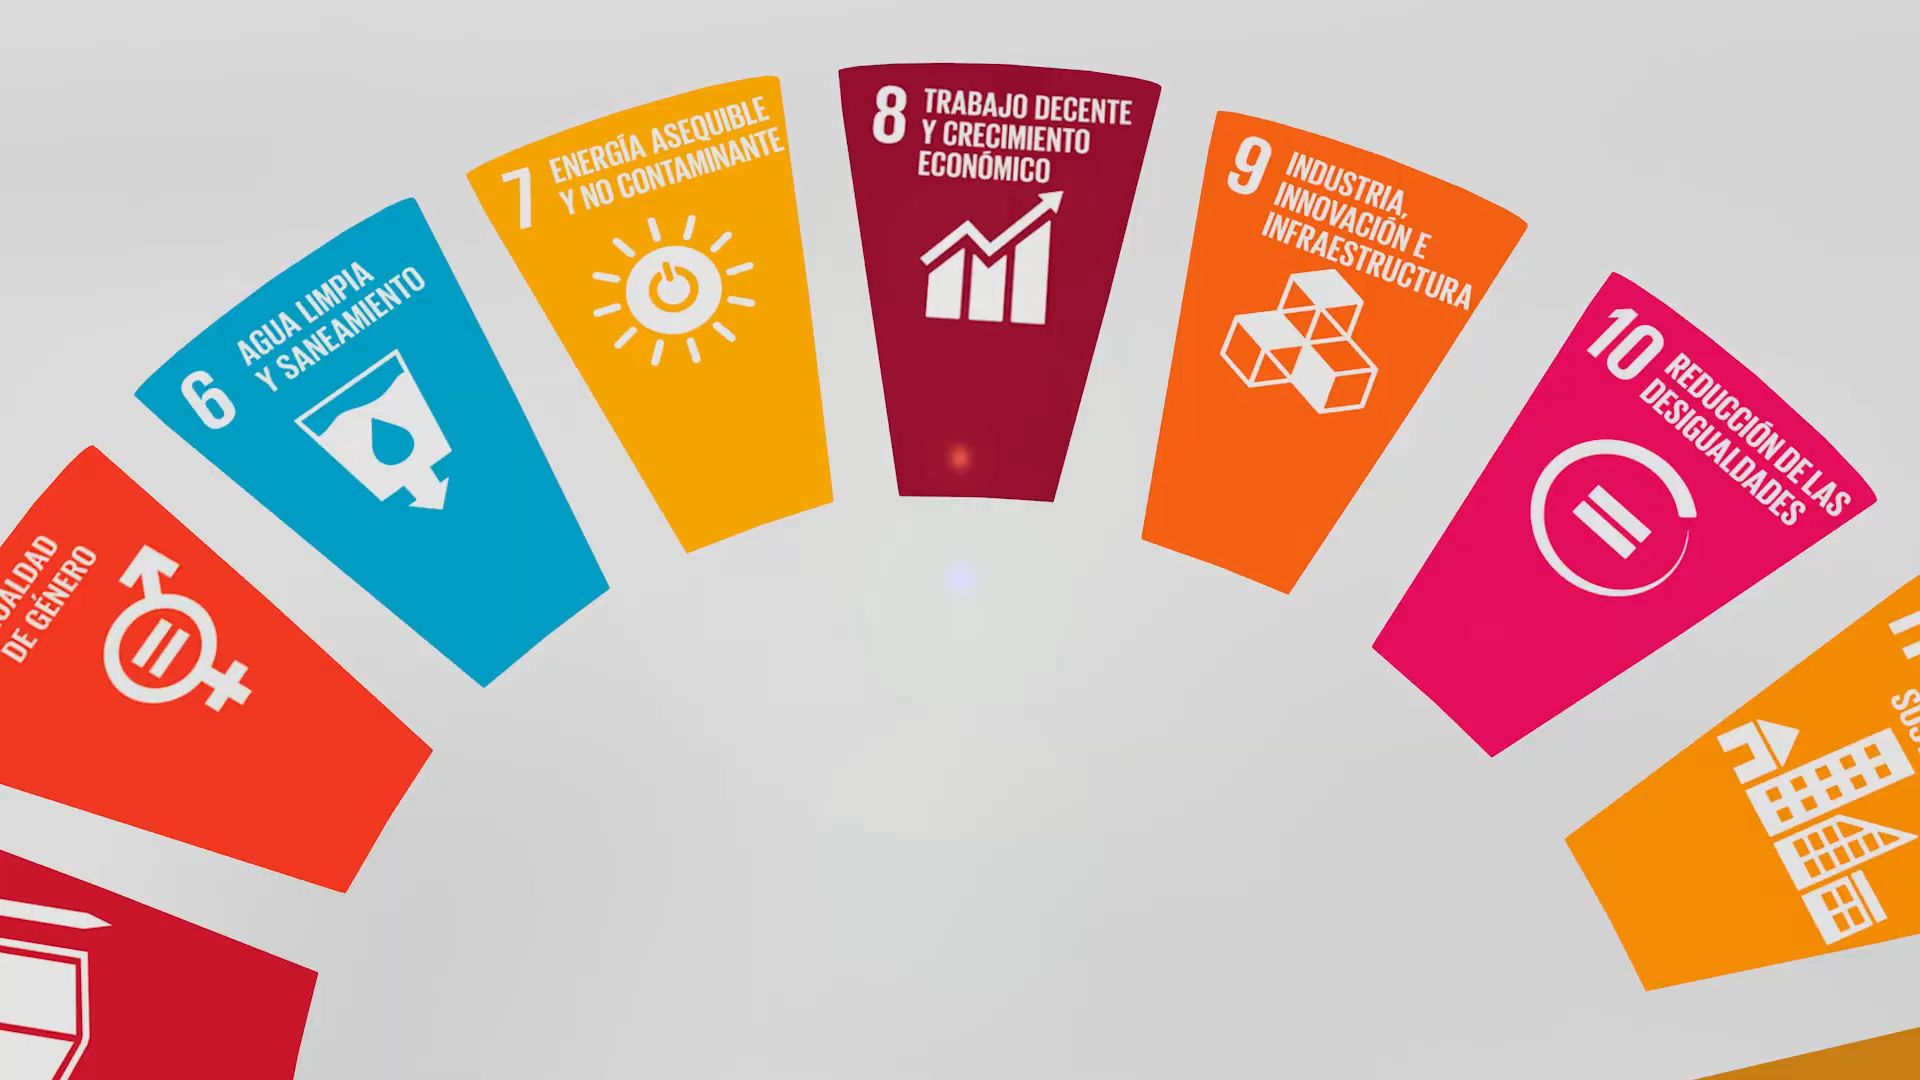 DE GÉNERO
6
AGUA LIMPIA
Y SANEAMIENTO
7
ENERGÍA ASEQUIBLE
Y NO CONTAMINANTE
8
TRABAJO DECENTE
Y CRECIMIENTO
ECONÓMICO
9
INDUSTRIA,
INNOVACIÓN E
INFRAESTRUCTURA
10
REDUCCIÓN DE LAS
DESIGUALDADES